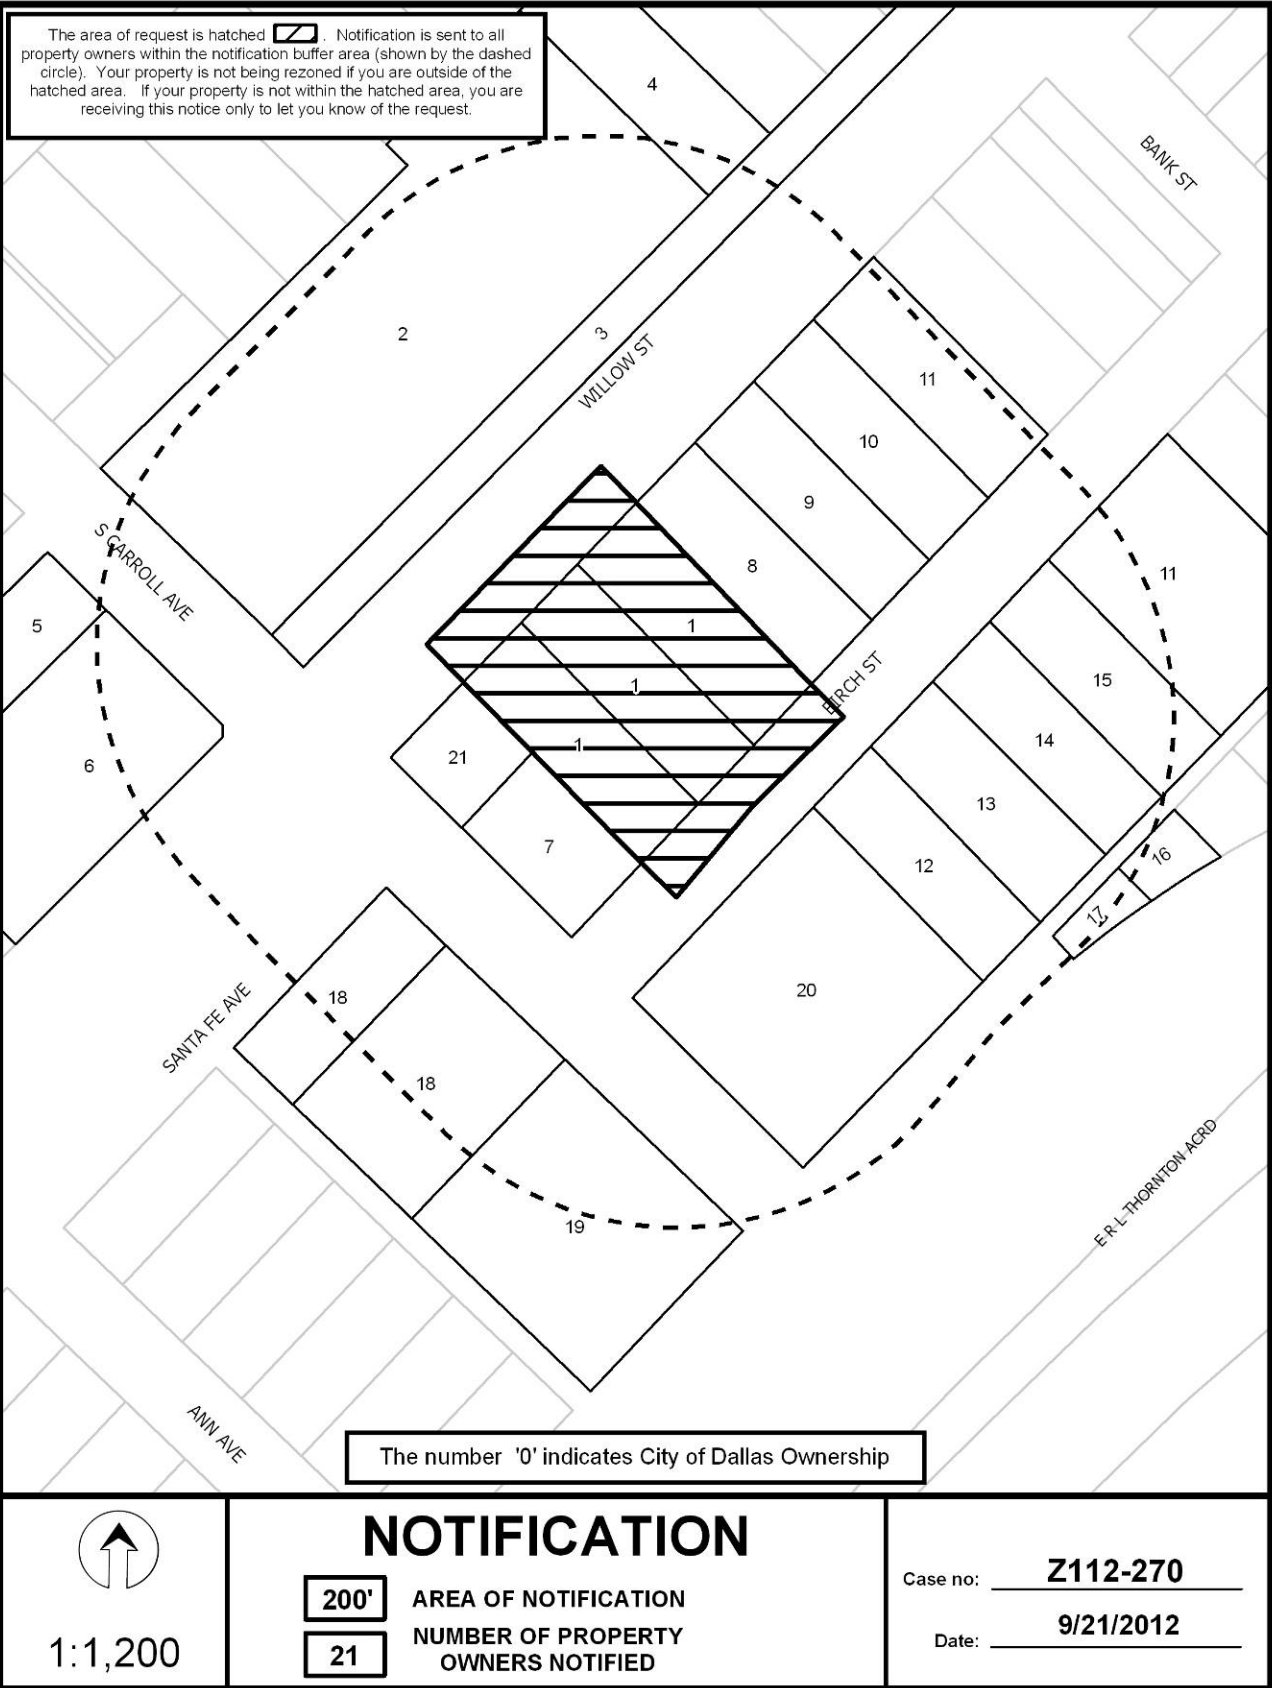 The area of request is hatched . Notification is sent to all
property owners within the notification buffer area (shown by the dashed
circle). Your property is not being rezoned if you are outside of the
hatched area. If your property is not within the hatched area, you are
receiving this notice only to let you know of the request.
4
BANK ST
2
3
WILLOW ST
11
10
9
8
S CARROLL AVE
5
6
1
1
1
BIRCH ST
11
15
14
13
12
21
7
16
17
20
18
18
19
SANTA FE AVE
E R L THORNTON ACRD
ANN AVE
The number '0' indicates City of Dallas Ownership
1:1,200
NOTIFICATION
200' AREA OF NOTIFICATION
21 NUMBER OF PROPERTY
OWNERS NOTIFIED
Case no: Z112-270
Date: 9/21/2012